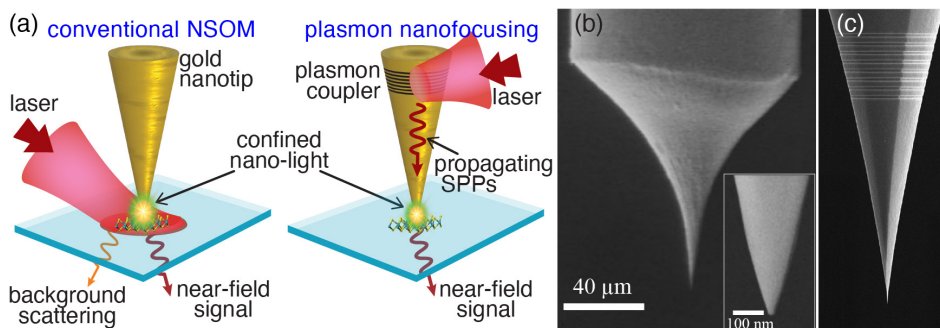 (a)
conventional NSOM
gold
nanotip
laser
confined
nano-light
background
scattering
near-field
signal
plasmon nanofocusing
plasmon
coupler
laser
propagating
SPPs
near-field
signal
(b)
40 μm
100 nm
(c)